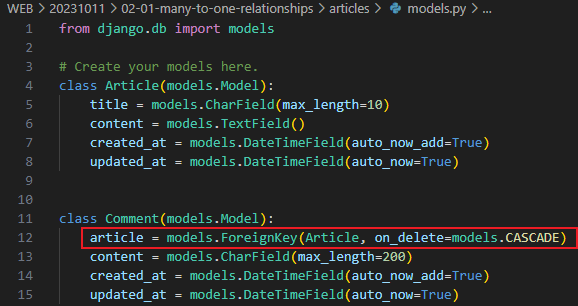 WEB > 20231011 > 02-01-many-to-one-relationships > articles > models.py > ...
1 from django.db import models
2
3 # Create your models here.
4 class Article(models.Model):
5 title = models.CharField(max_length=10)
6 content = models.TextField()
7 created_at = models.DateTimeField(auto_now_add=True)
8 updated_at = models.DateTimeField(auto_now=True)
9
10
11 class Comment(models.Model):
12 article = models.ForeignKey(Article, on_delete=models.CASCADE)
13 content = models.CharField(max_length=200)
14 created_at = models.DateTimeField(auto_now_add=True)
15 updated_at = models.DateTimeField(auto_now=True)